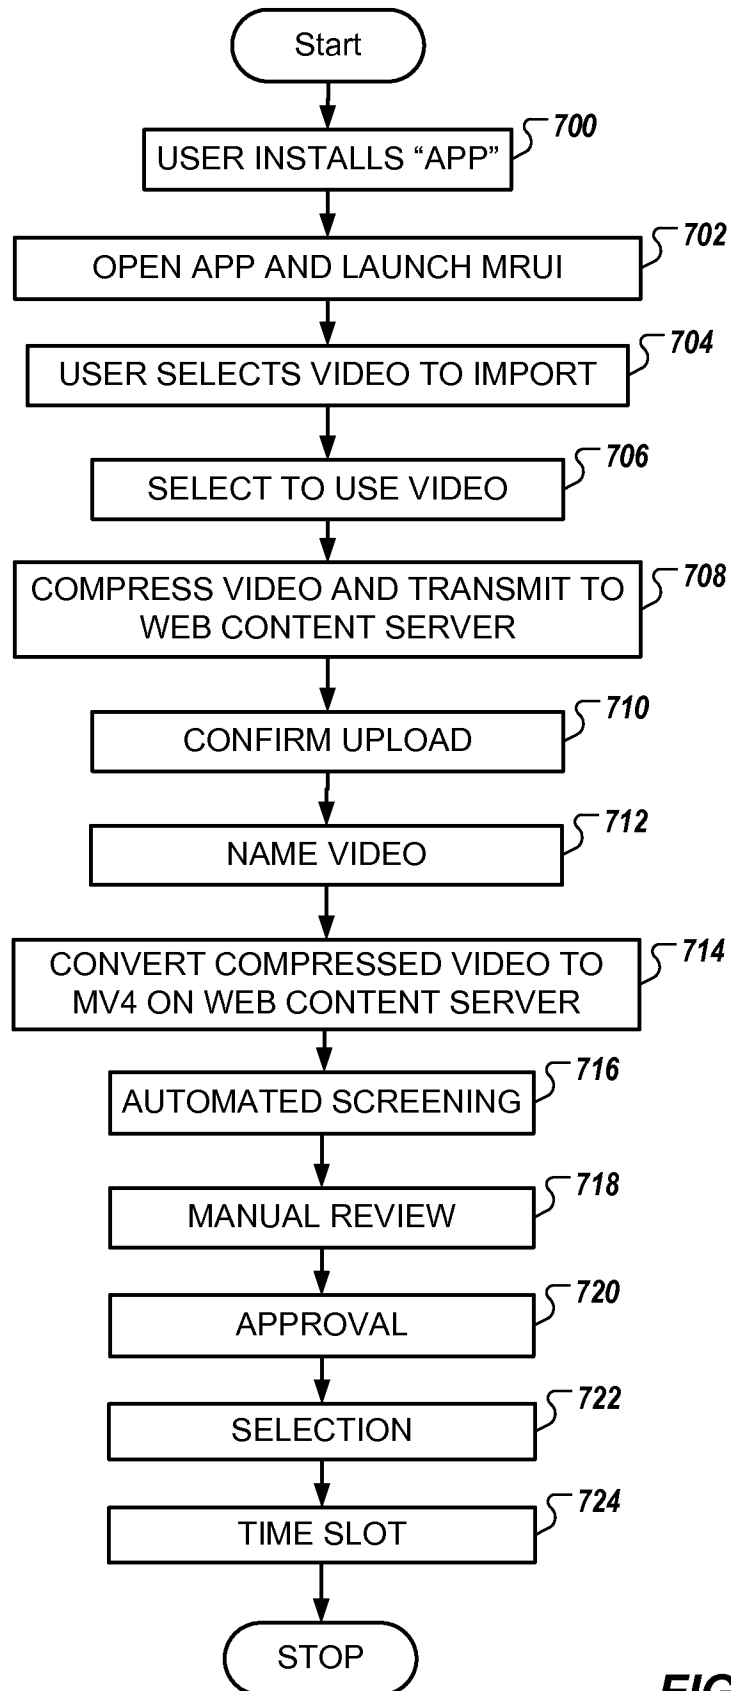 Start
700
USER INSTALLS “APP”
702
OPEN APP AND LAUNCH MRUI
704
USER SELECTS VIDEO TO IMPORT
706
SELECT TO USE VIDEO
708
COMPRESS VIDEO AND TRANSMIT TO
WEB CONTENT SERVER
710
CONFIRM UPLOAD
712
NAME VIDEO
714
CONVERT COMPRESSED VIDEO TO
MV4 ON WEB CONTENT SERVER
716
AUTOMATED SCREENING
718
MANUAL REVIEW
720
APPROVAL
722
SELECTION
724
TIME SLOT
STOP